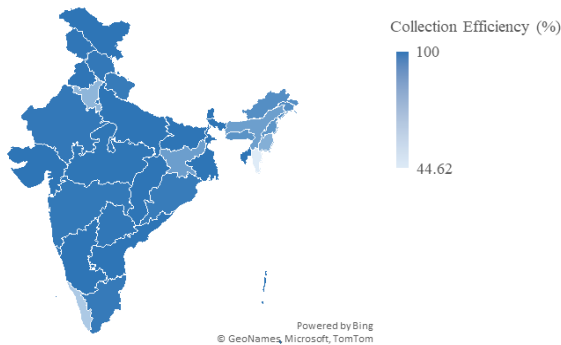 Collection Efficiency (%)
100
44.62
Powered by Bing
© GeoNames, Microsoft, TomTom